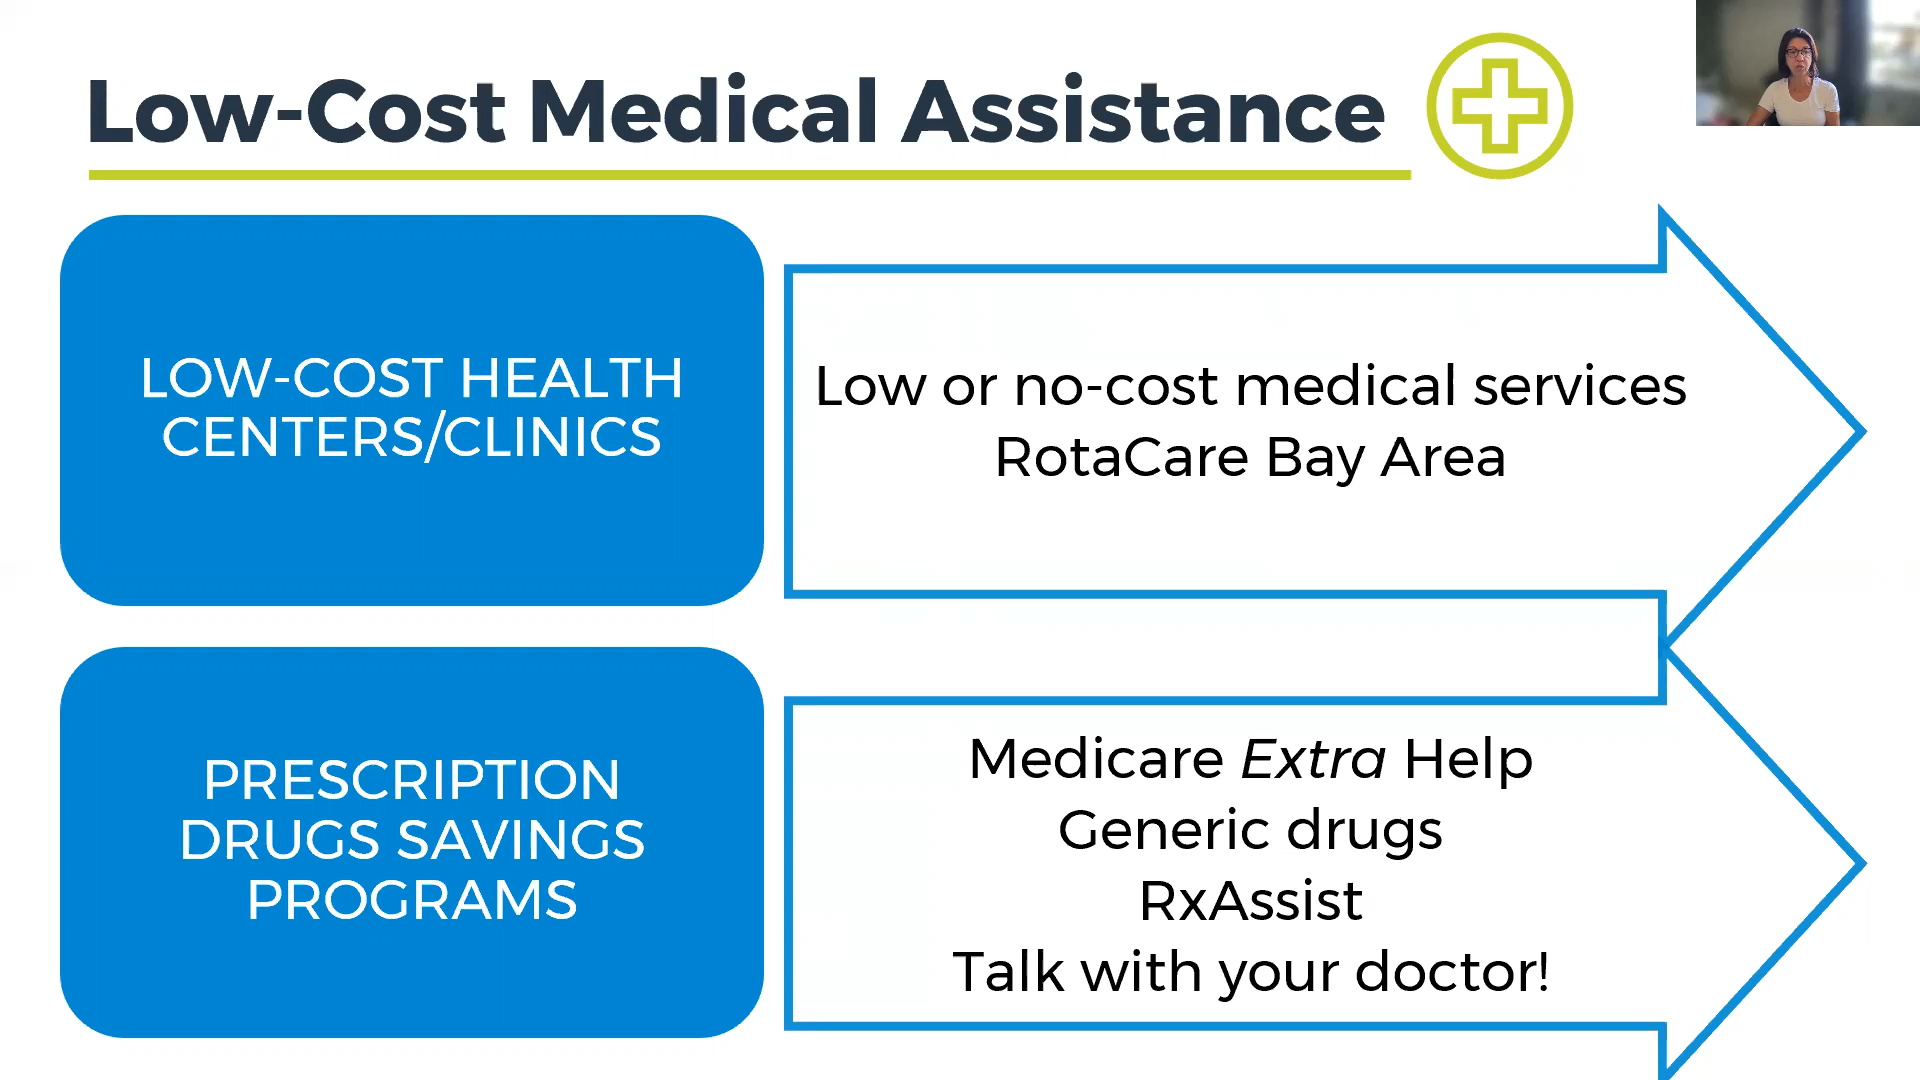 Low-Cost Medical Assistance
LOW-COST HEALTH
CENTERS/CLINICS
Low or no-cost medical services
RotaCare Bay Area
PRESCRIPTION
DRUGS SAVINGS
PROGRAMS
Medicare Extra Help
Generic drugs
RxAssist
Talk with your doctor!